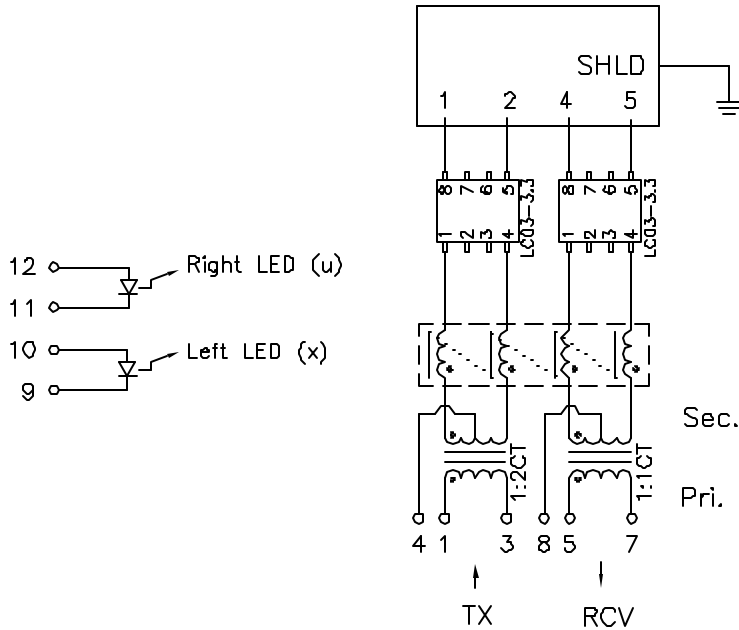 SHLD
1 2 4 5
8 7 6 5
8 7 6 5
1 2 3 4
LC03-3.3
1 2 3 4
LC03-3.3
12
Right LED (u)
11
10
Left LED (x)
9
Sec.
1:2CT
1:1CT
Pri.
4 1 3 8 5 7
TX RCV